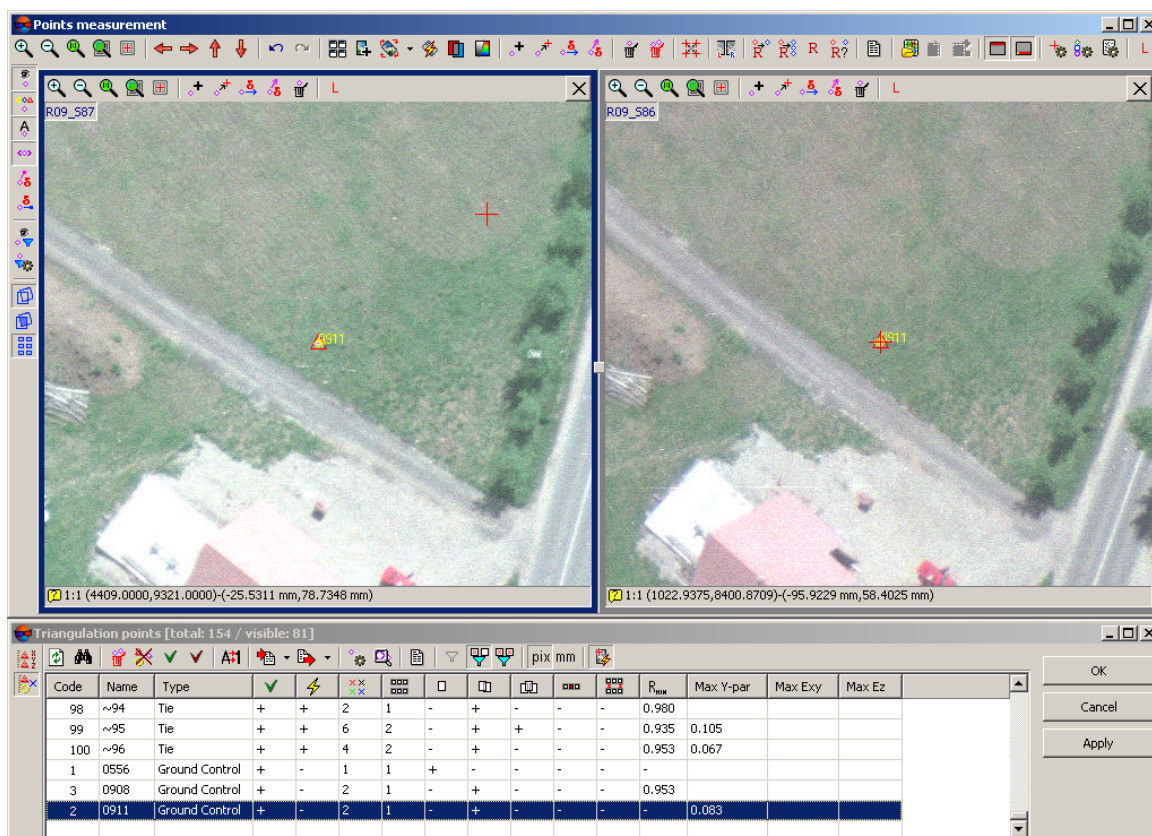 Points measurement
R R R R? L
L L
R09_587 R09_586
A
0911 0911
1:1 (4409.0000,9321.0000)-(-25.5311 mm,78.7348 mm) 1:1 (1022.9375,8400.8709)-(-95.9229 mm,58.4025 mm)
Triangulation points [total: 154 / visible: 81]
pix mm
OK
Code Name Type Rмин Max Y-par Max Exy Max Ez
98 ~94 Tie + + 2 1 - + - - - 0.980
Cancel
99 ~95 Tie + + 6 2 - + + - - 0.935 0.105
100 ~96 Tie + + 4 2 - + - - - 0.953 0.067
Apply
1 0556 Ground Control + - 1 1 + - - - - -
3 0908 Ground Control + - 2 1 - + - - - 0.953
2 0911 Ground Control + - 2 1 - + - - - - 0.083